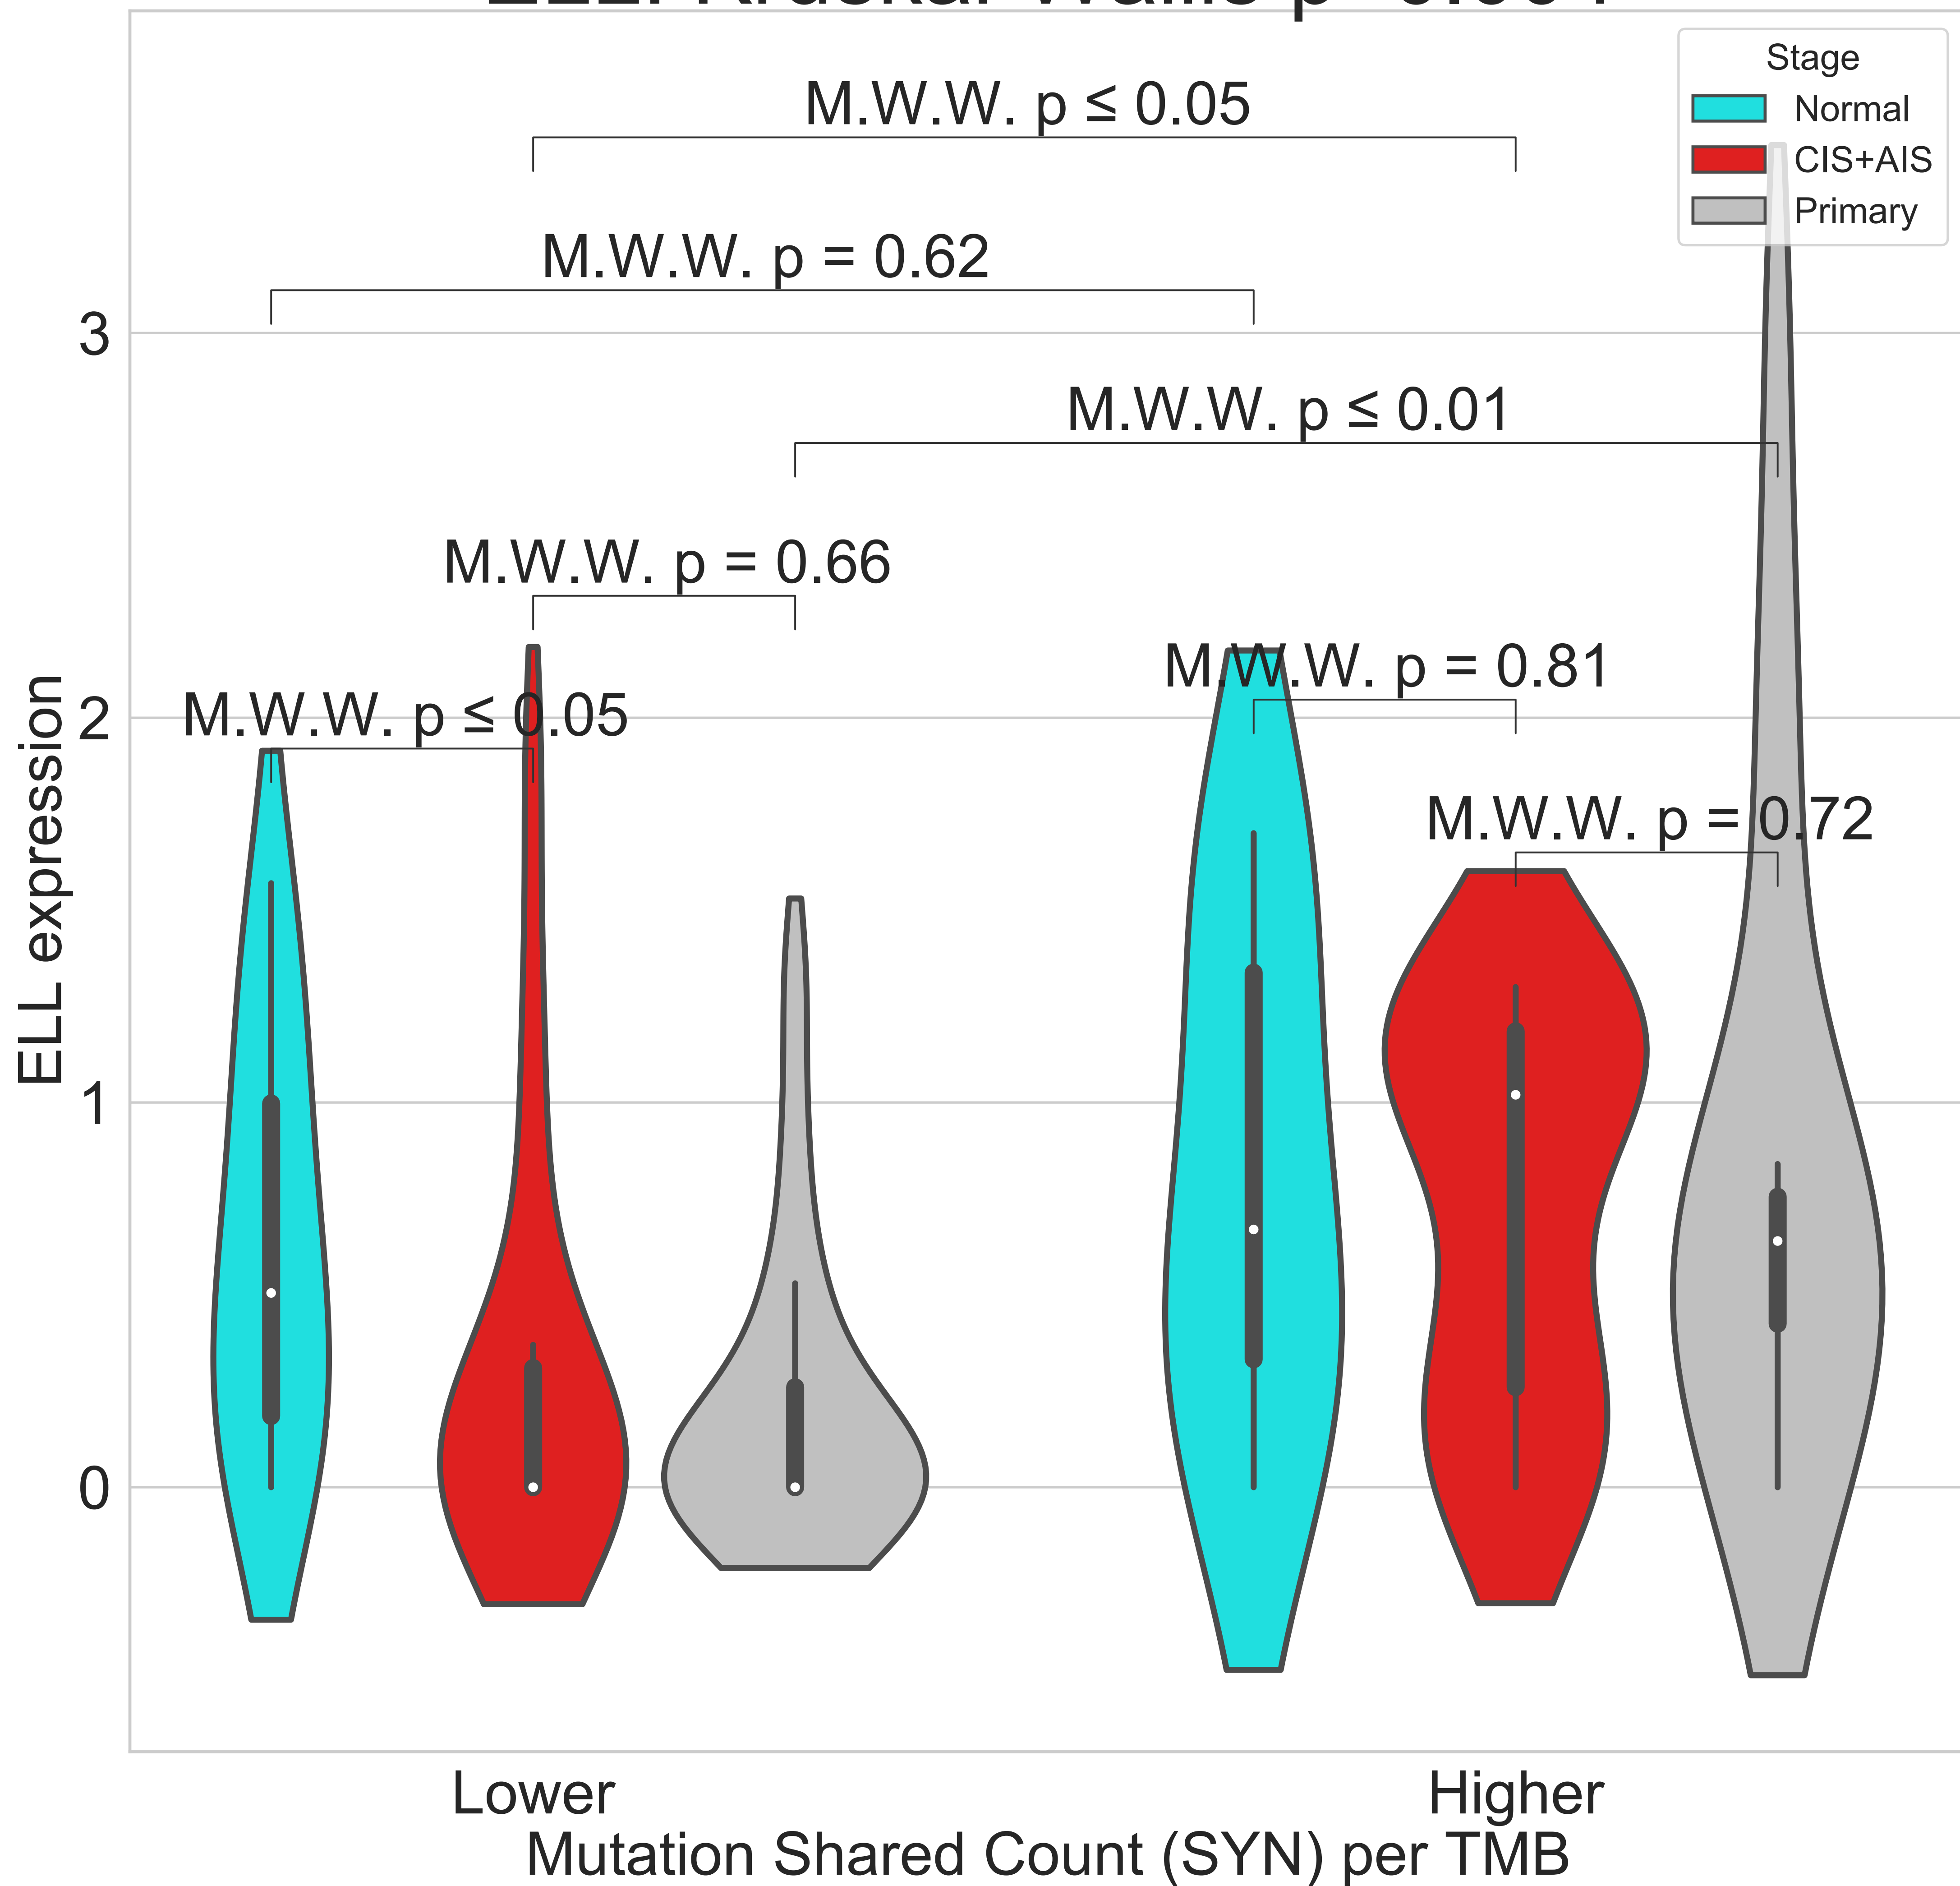 Stage
Normal
CIS+AIS
Primary
M.W.W. p ≤ 0.05
M.W.W. p = 0.62
3
M.W.W. p ≤ 0.01
M.W.W. p = 0.66
M.W.W. p = 0.81
2
M.W.W. p ≤ 0.05
M.W.W. p = 0.72
ELL expression
1
0
Lower
Higher
Mutation Shared Count (SYN) per TMB